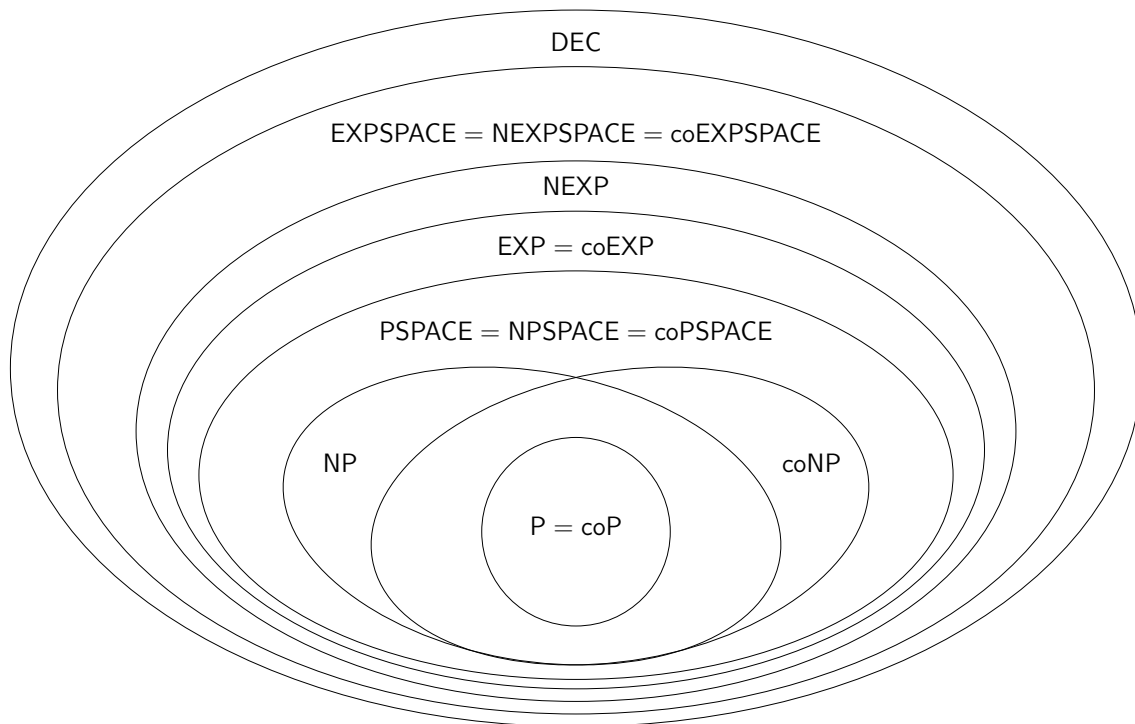 DEC
EXPSPACE = NEXPSPACE = coEXPSPACE
NEXP
EXP = coEXP
PSPACE = NPSPACE = coPSPACE
NP
coNP
P = coP